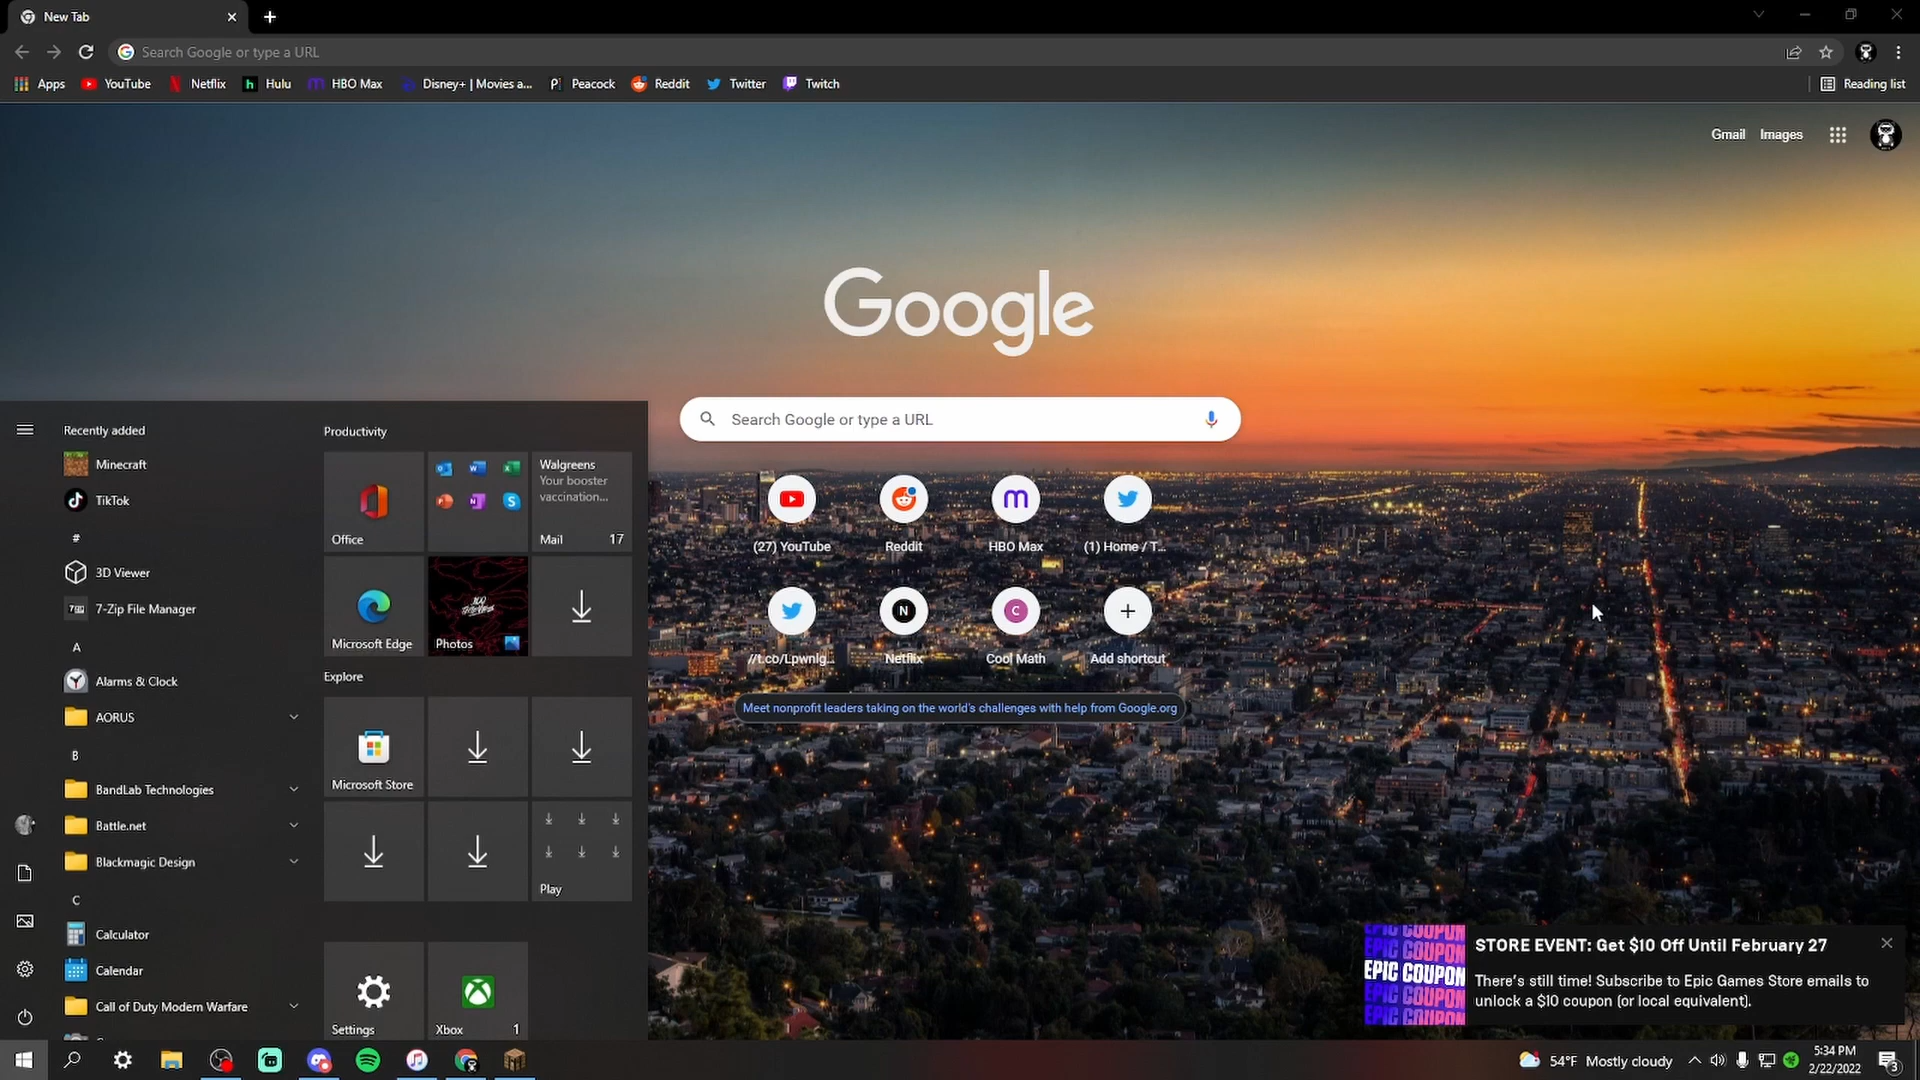 New Tab
Search Google or type a URL
Apps
YouTube
Netflix
Hulu
HBO Max
Disney+ | Movies a...
Peacock
Reddit
Twitter
Twitch
Reading list
Gmail
Images
Google
Search Google or type a URL
(27) YouTube
Reddit
HBO Max
(1) Home / T...
//t.co/Lpwnlg...
N
Netflix
C
Cool Math
Add shortcut
Meet nonprofit leaders taking on the world's challenges with help from Google.org
Recently added
Minecraft
TikTok
#
3D Viewer
7-Zip File Manager
A
Alarms & Clock
AORUS
B
BandLab Technologies
Battle.net
Blackmagic Design
C
Calculator
Calendar
Call of Duty Modern Warfare
Productivity
Office
Walgreens
Your booster
vaccination...
Mail 17
Microsoft Edge
Photos
Explore
Microsoft Store
Play
Settings
Xbox 1
EPIC COUPON
EPIC COUPON
EPIC COUPON
EPIC COUPON
STORE EVENT: Get $10 Off Until February 27
There's still time! Subscribe to Epic Games Store emails to
unlock a $10 coupon (or local equivalent).
54°F Mostly cloudy
5:34 PM
2/22/2022
3